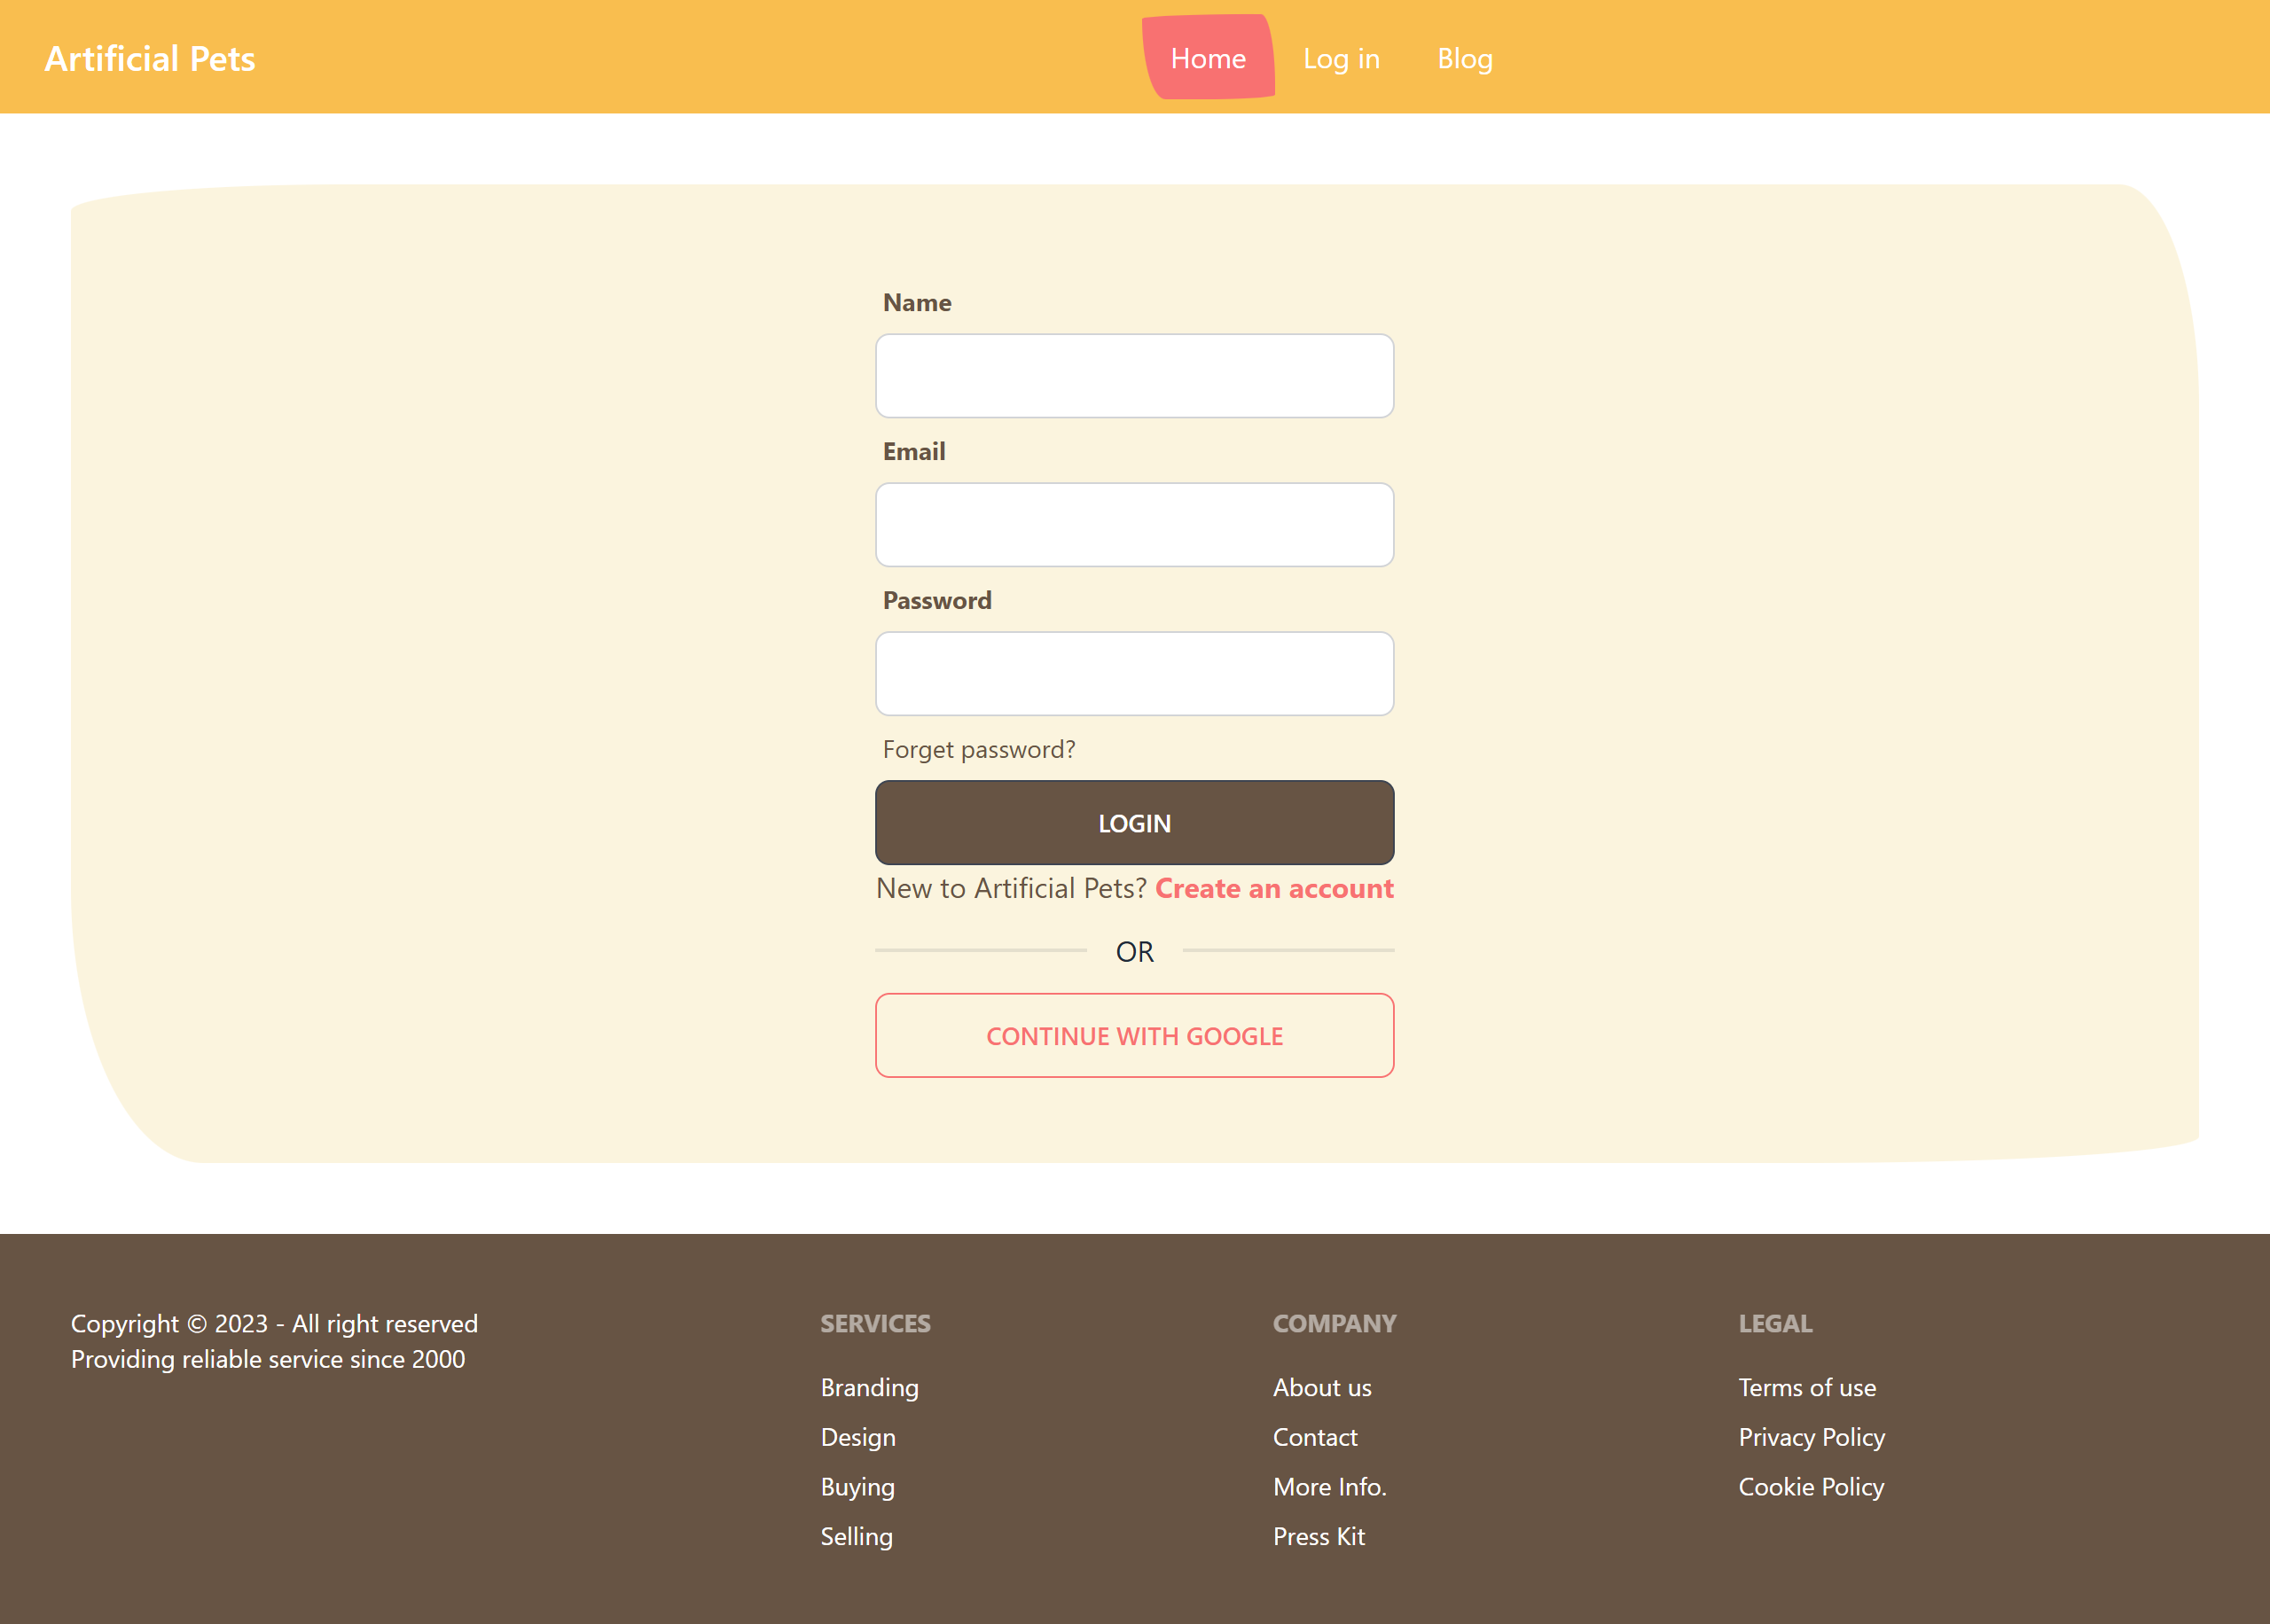 Artificial Pets
Home
Log in
Blog
Name
Email
Password
Forget password?
LOGIN
New to Artificial Pets? Create an account
OR
CONTINUE WITH GOOGLE
Copyright © 2023 - All right reserved
Providing reliable service since 2000
SERVICES
Branding
Design
Buying
Selling
COMPANY
About us
Contact
More Info.
Press Kit
LEGAL
Terms of use
Privacy Policy
Cookie Policy